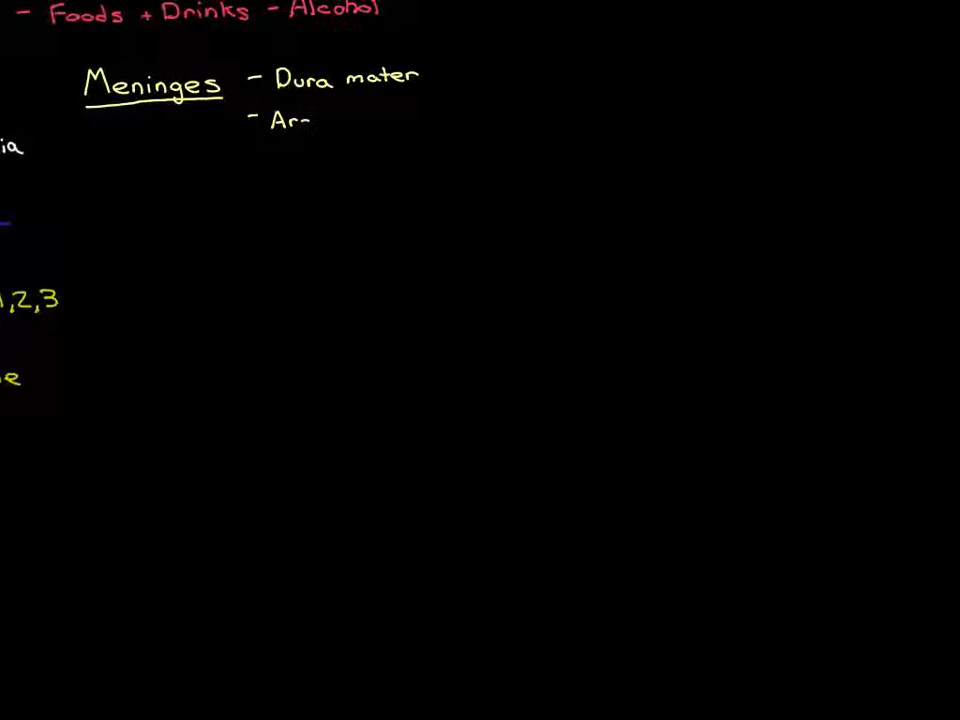 - Foods + Drinks - Alcohol
Meninges - Dura mater
- Ar
ia
1,2,3
e